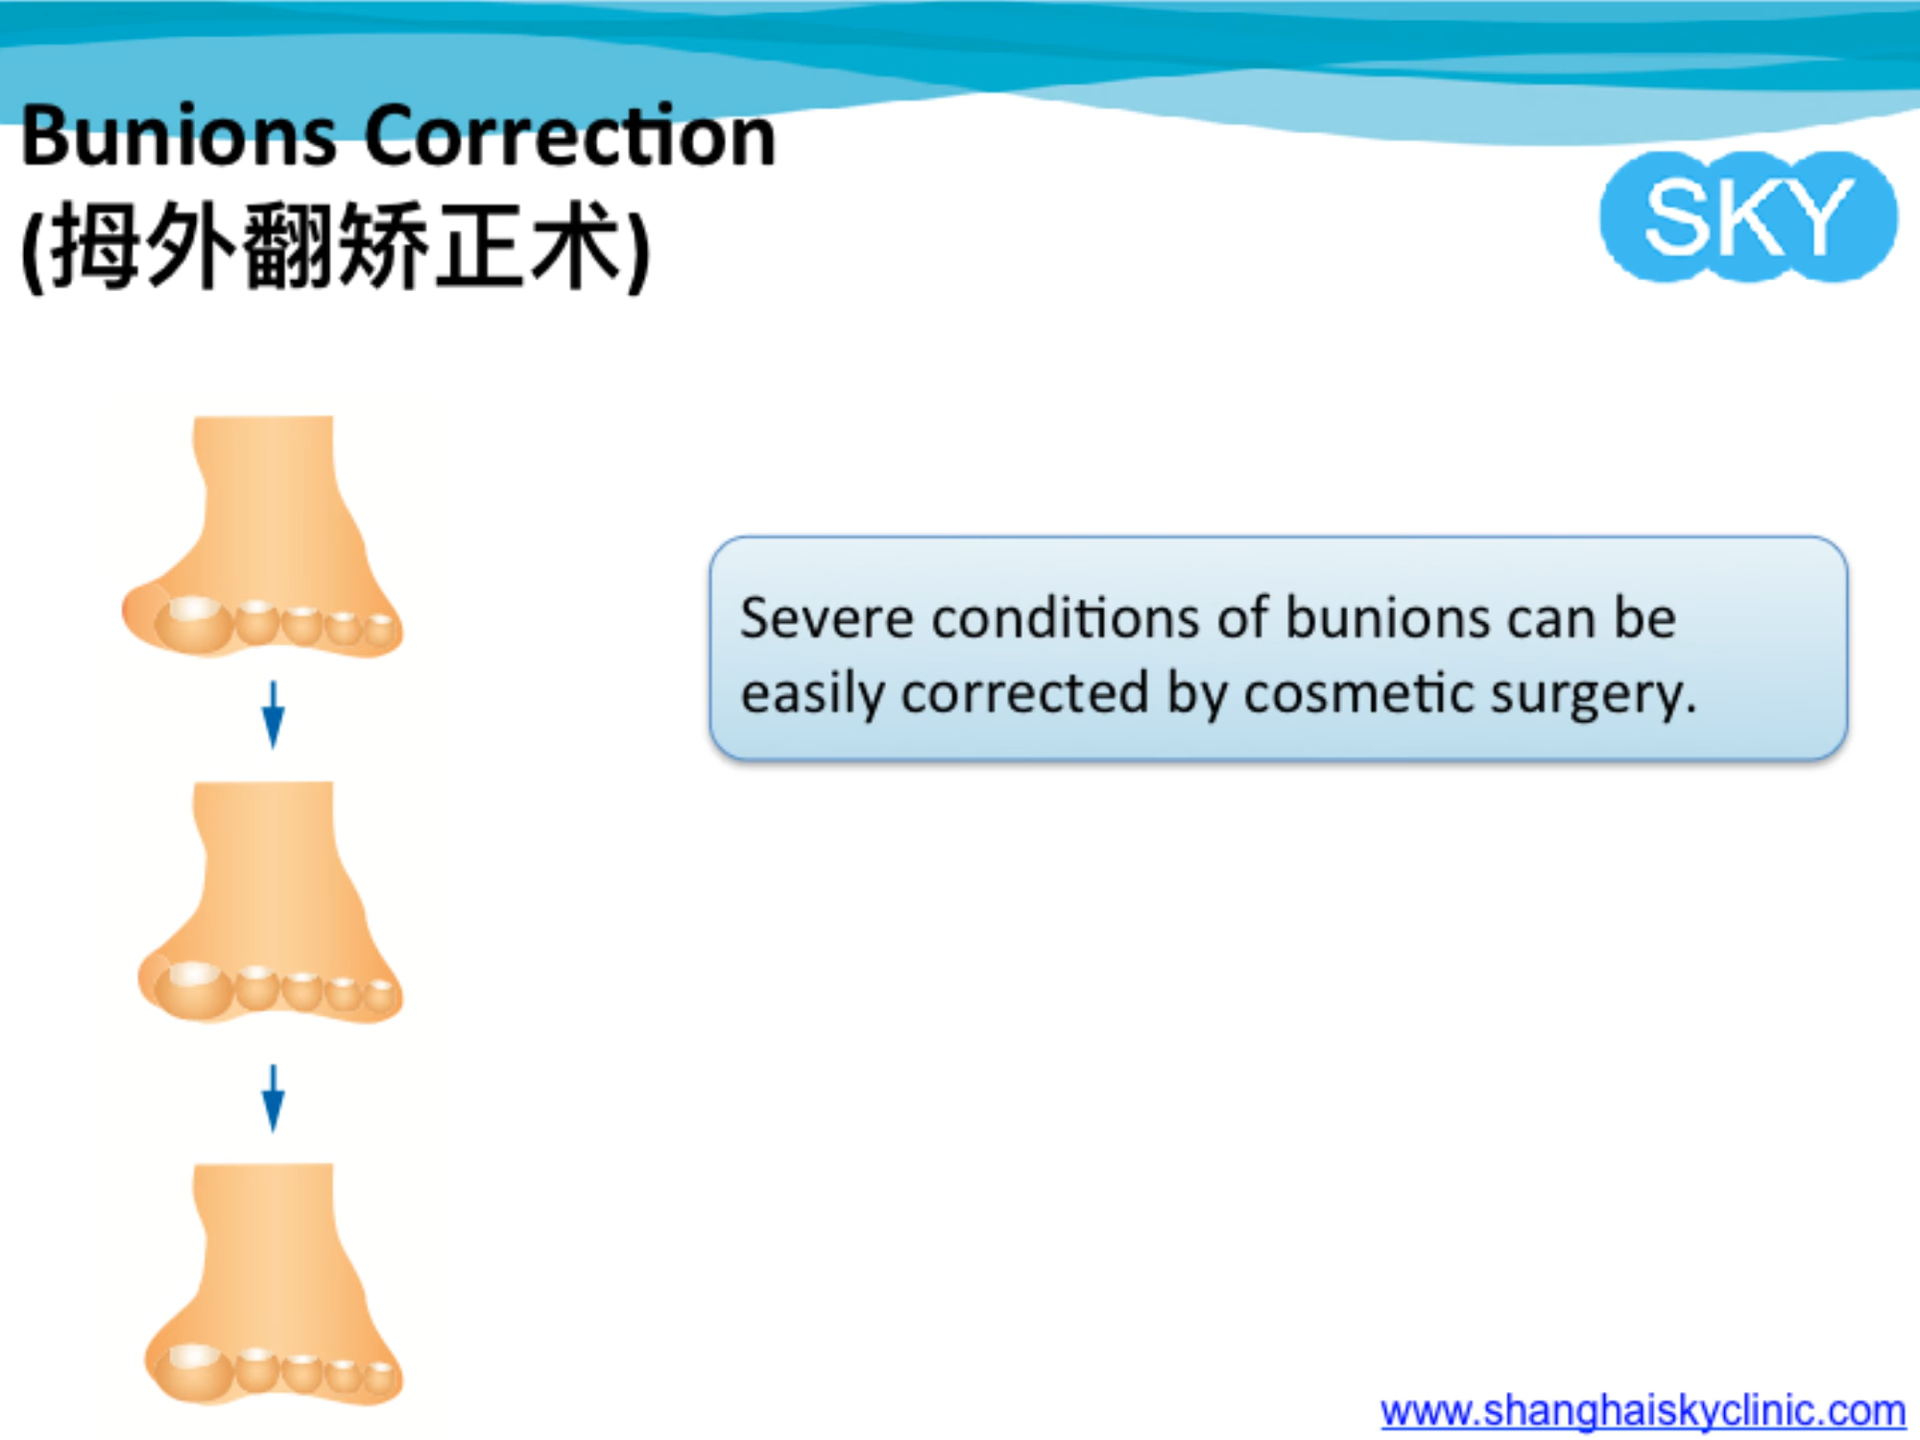 Bunions Correction
(拇外翻矫正术)
SKY
Severe conditions of bunions can be
easily corrected by cosmetic surgery.
www.shanghaiskyclinic.com